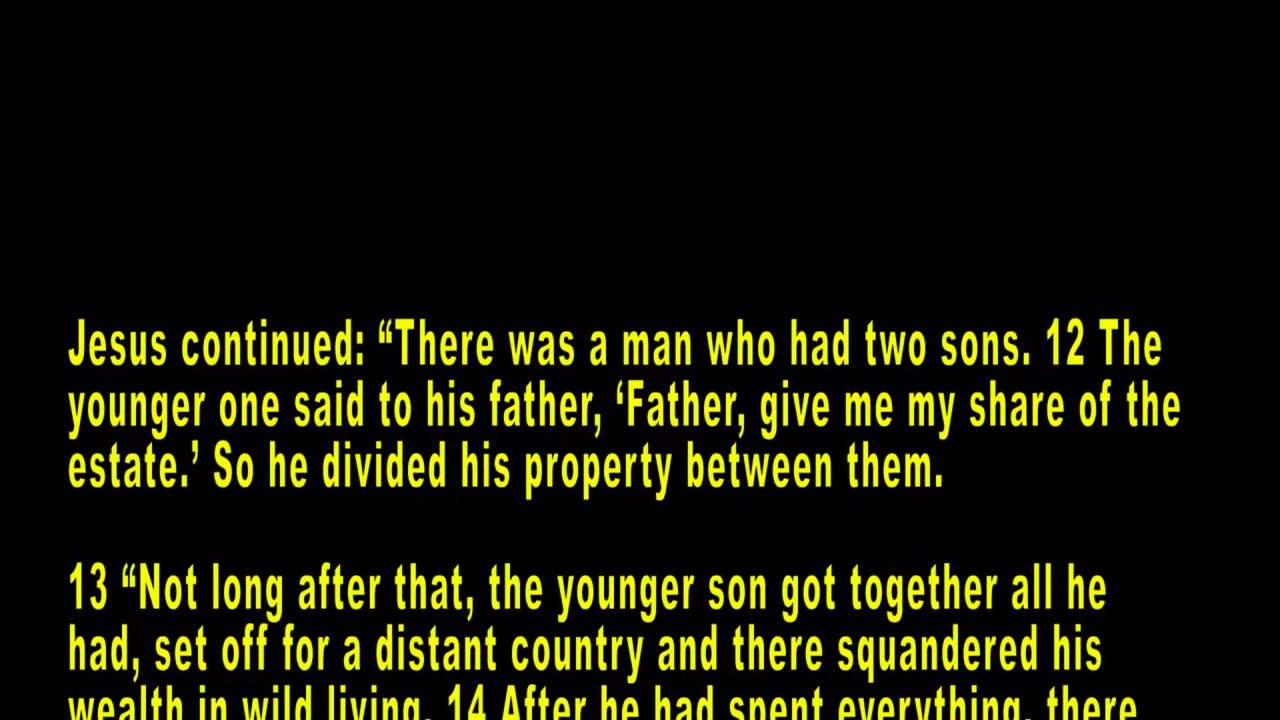 Jesus continued: “There was a man who had two sons. 12 The
younger one said to his father, ‘Father, give me my share of the
estate.’ So he divided his property between them.
13 “Not long after that, the younger son got together all he
had, set off for a distant country and there squandered his
wealth in wild living. 14 After he had spent everything, there